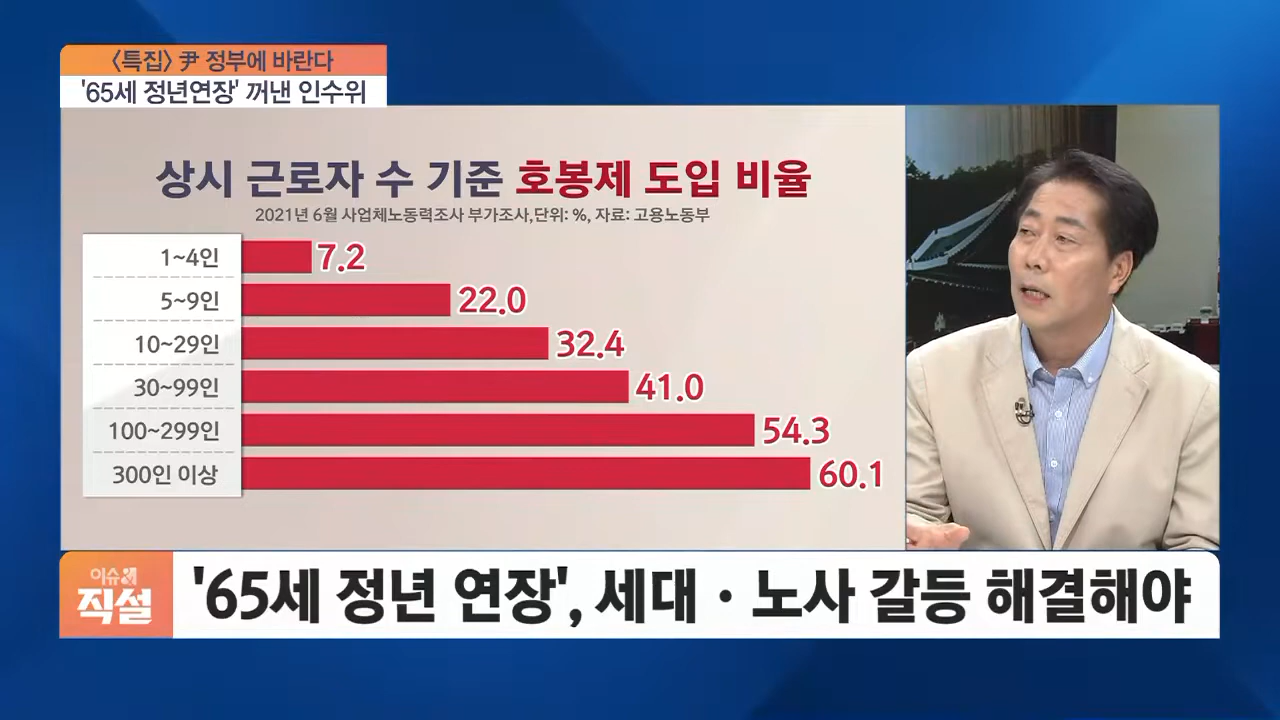 〈특집〉 尹 정부에 바란다
'65세 정년연장' 꺼낸 인수위
상시 근로자 수 기준 호봉제 도입 비율
2021년 6월 사업체노동력조사 부가조사,단위: %, 자료: 고용노동부
1~4인 7.2
5~9인 22.0
10~29인 32.4
30~99인 41.0
100~299인 54.3
300인 이상 60.1
이슈&
직설
'65세 정년 연장', 세대·노사 갈등 해결해야